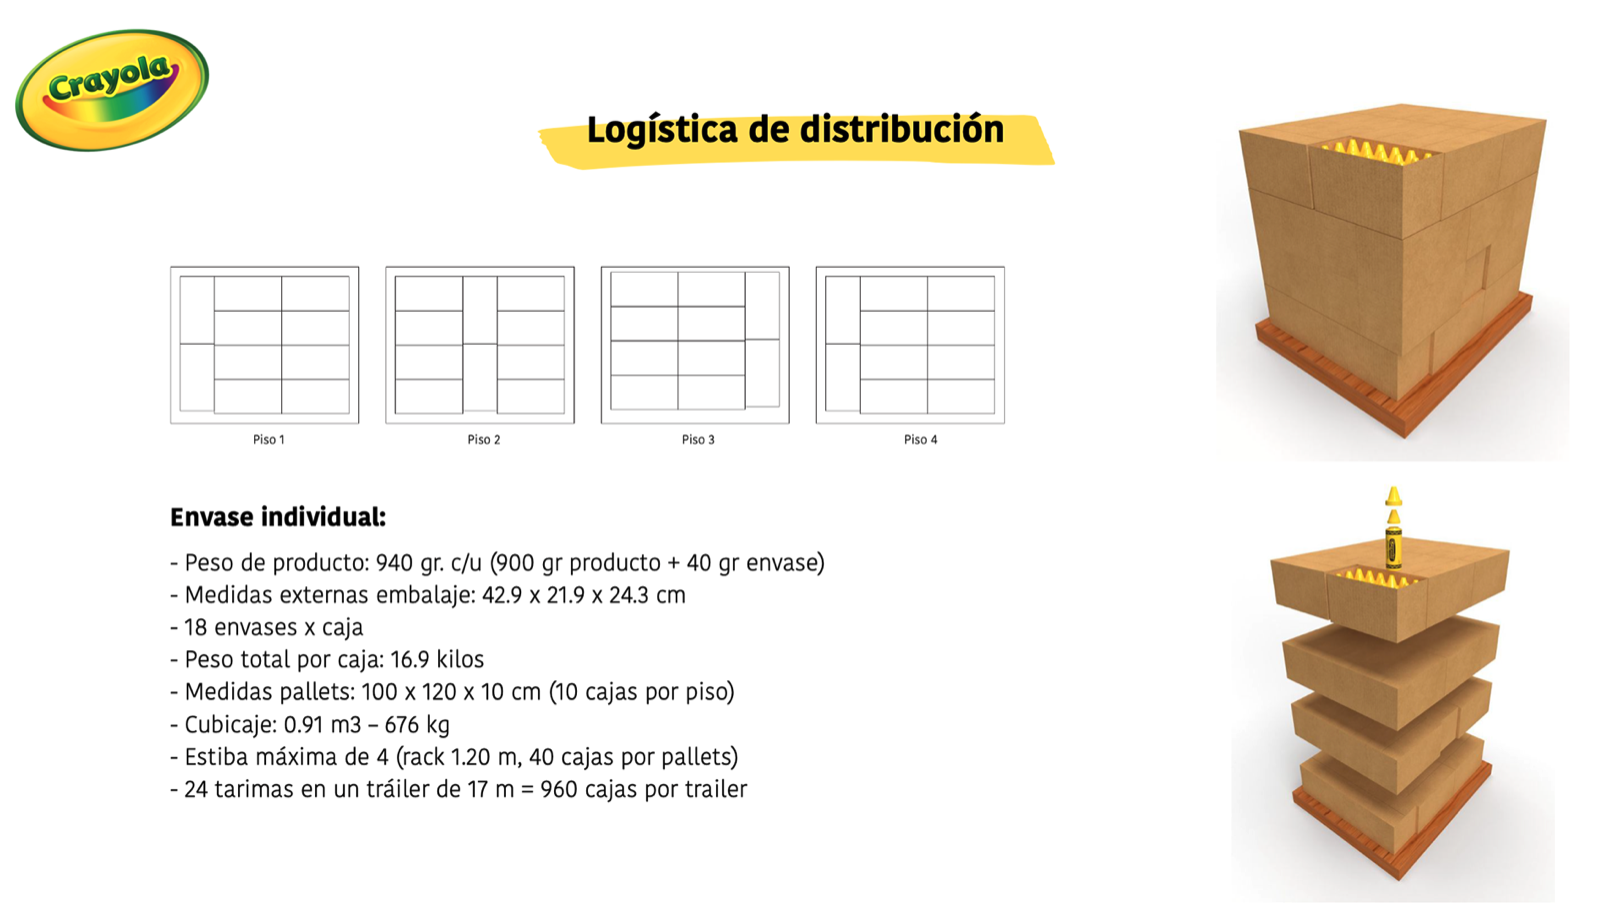 Crayola
Logística de distribución
Piso 1
Piso 2
Piso 3
Piso 4
Envase individual:
- Peso de producto: 940 gr. c/u (900 gr producto + 40 gr envase)
- Medidas externas embalaje: 42.9 x 21.9 x 24.3 cm
- 18 envases x caja
- Peso total por caja: 16.9 kilos
- Medidas pallets: 100 x 120 x 10 cm (10 cajas por piso)
- Cubicaje: 0.91 m3 – 676 kg
- Estiba máxima de 4 (rack 1.20 m, 40 cajas por pallets)
- 24 tarimas en un tráiler de 17 m = 960 cajas por trailer